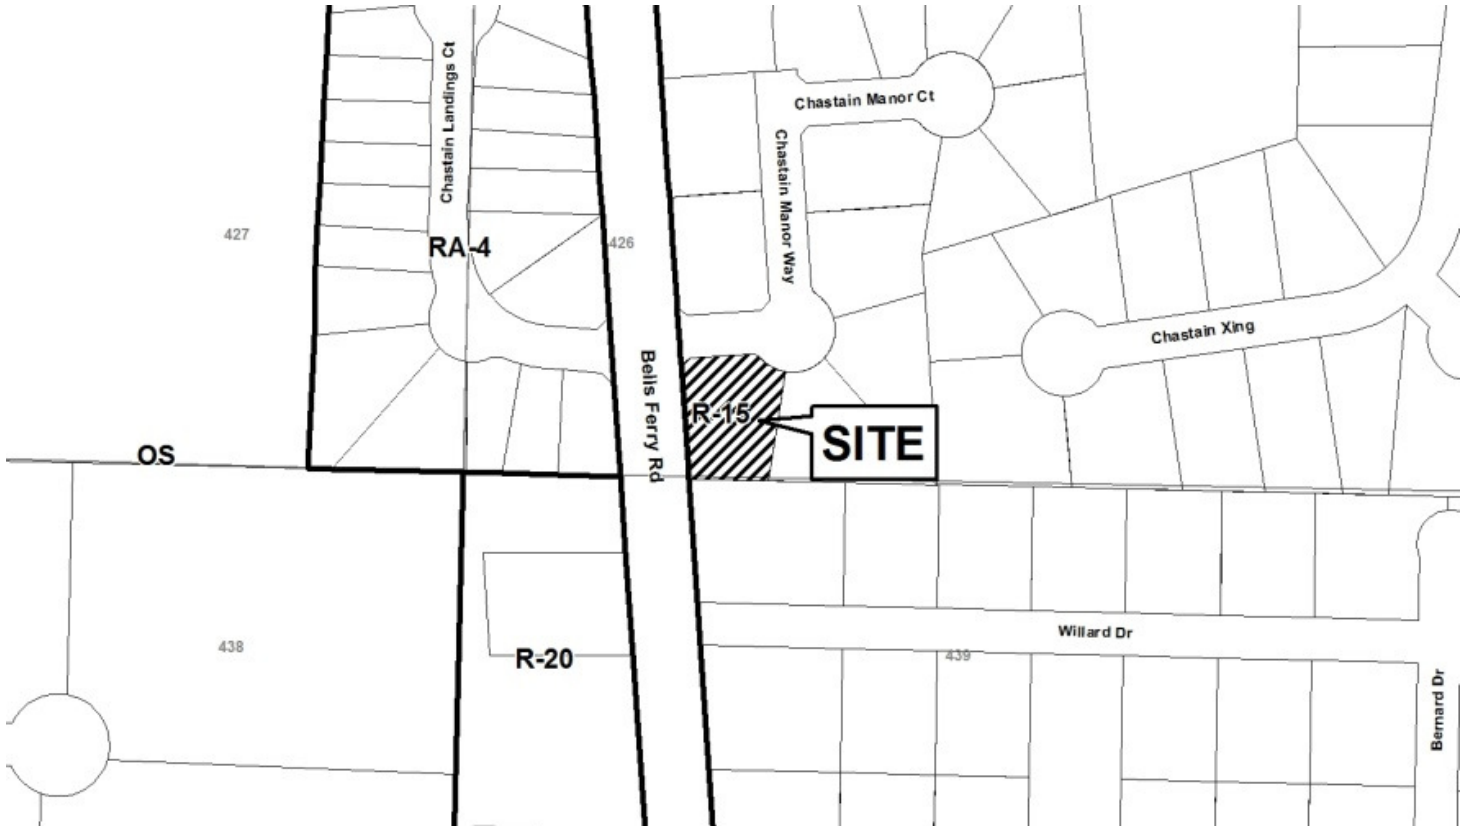 Chastain Landings Ct
Chastain Manor Ct
Chastain Manor Way
427
RA-4
426
Chastain Xing
Bells Ferry Rd
R-15
SITE
OS
438
R-20
Willard Dr
439
Bernard Dr